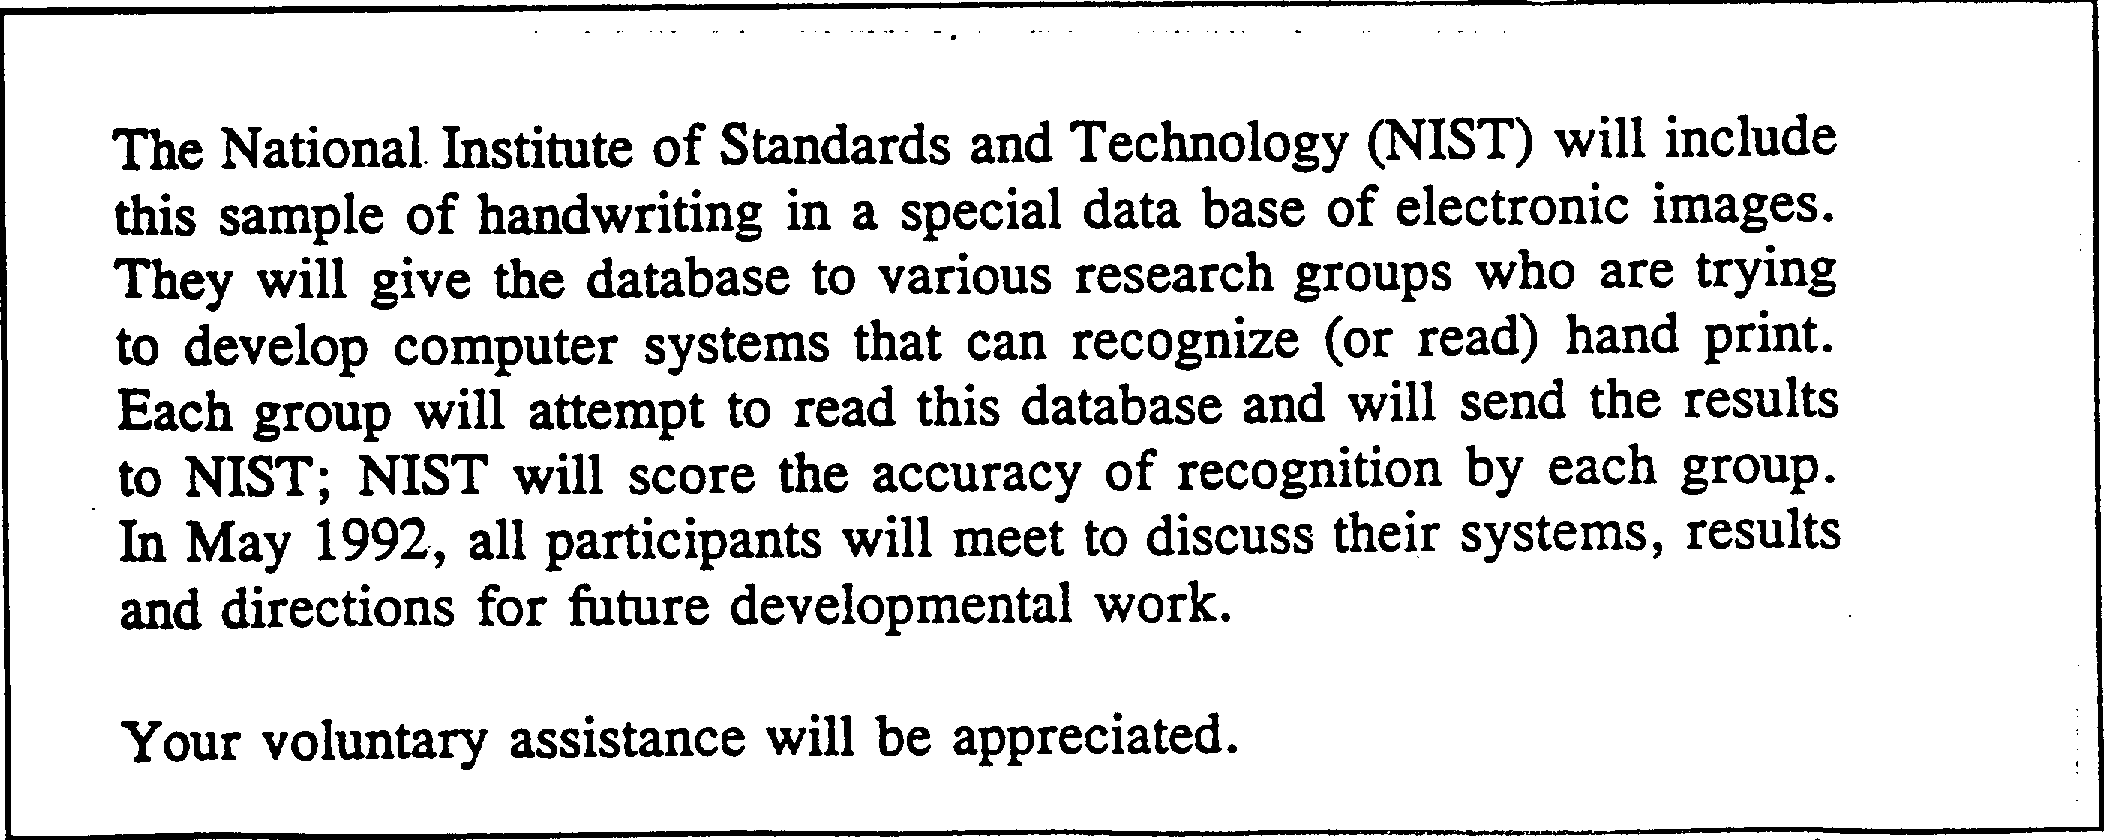 The National Institute of Standards and Technology (NIST) will include
this sample of handwriting in a special data base of electronic images.
They will give the database to various research groups who are trying
to develop computer systems that can recognize (or read) hand print.
Each group will attempt to read this database and will send the results
to NIST; NIST will score the accuracy of recognition by each group.
In May 1992, all participants will meet to discuss their systems, results
and directions for future developmental work.
Your voluntary assistance will be appreciated.